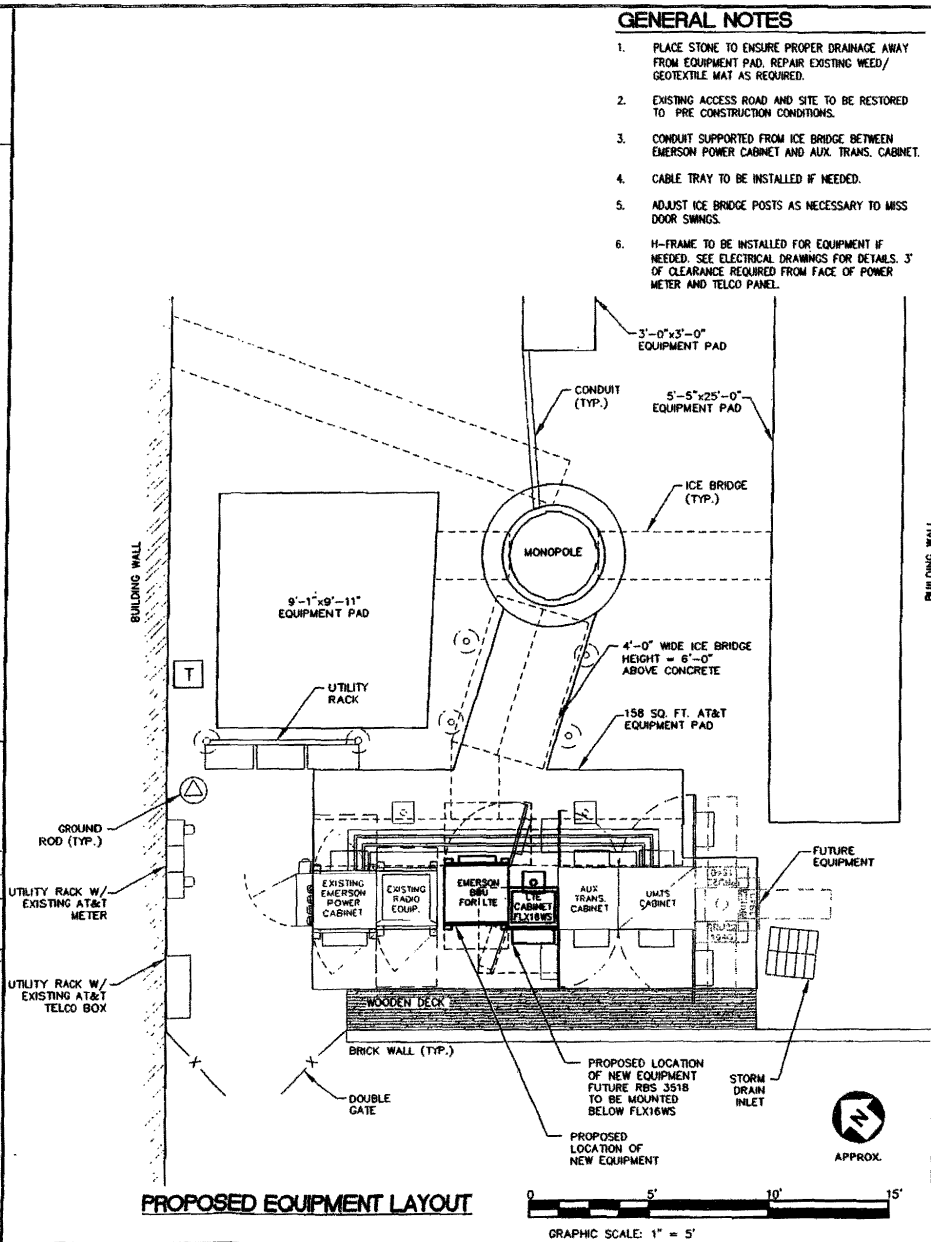 GENERAL NOTES
1. PLACE STONE TO ENSURE PROPER DRAINAGE AWAY
FROM EQUIPMENT PAD. REPAIR EXISTING WEED/
GEOTEXTILE MAT AS REQUIRED.
2. EXISTING ACCESS ROAD AND SITE TO BE RESTORED
TO PRE CONSTRUCTION CONDITIONS.
3. CONDUIT SUPPORTED FROM ICE BRIDGE BETWEEN
EMERSON POWER CABINET AND AUX. TRANS. CABINET.
4. CABLE TRAY TO BE INSTALLED IF NEEDED.
5. ADJUST ICE BRIDGE POSTS AS NECESSARY TO MISS
DOOR SWINGS.
6. H-FRAME TO BE INSTALLED FOR EQUIPMENT IF
NEEDED. SEE ELECTRICAL DRAWINGS FOR DETAILS. 3'
OF CLEARANCE REQUIRED FROM FACE OF POWER
METER AND TELCO PANEL.
3'-0"x3'-0"
EQUIPMENT PAD
CONDUIT
(TYP.)
5'-5"x25'-0"
EQUIPMENT PAD
ICE BRIDGE
(TYP.)
BUILDING WALL
MONOPOLE
BUILDING WALL
9'-1"x9'-11"
EQUIPMENT PAD
4'-0" WIDE ICE BRIDGE
HEIGHT = 6'-0"
ABOVE CONCRETE
T
UTILITY
RACK
158 SQ. FT. AT&T
EQUIPMENT PAD
GROUND
ROD (TYP.)
FUTURE
EQUIPMENT
UTILITY RACK W/
EXISTING AT&T
METER
EXISTING
EMERSON
POWER
CABINET
EXISTING
RADIO
EQUIP.
EMERSON
BBU
FOR LTE
LTE
CABINET
FLX16WS
AUX
TRANS.
CABINET
UMTS
CABINET
UTILITY RACK W/
EXISTING AT&T
TELCO BOX
WOODEN DECK
BRICK WALL (TYP.)
X
X
DOUBLE
GATE
PROPOSED LOCATION
OF NEW EQUIPMENT
FUTURE RBS 3518
TO BE MOUNTED
BELOW FLX16WS
STORM
DRAIN
INLET
PROPOSED
LOCATION OF
NEW EQUIPMENT
N
APPROX.
PROPOSED EQUIPMENT LAYOUT
0 5' 10' 15'
GRAPHIC SCALE: 1" = 5'